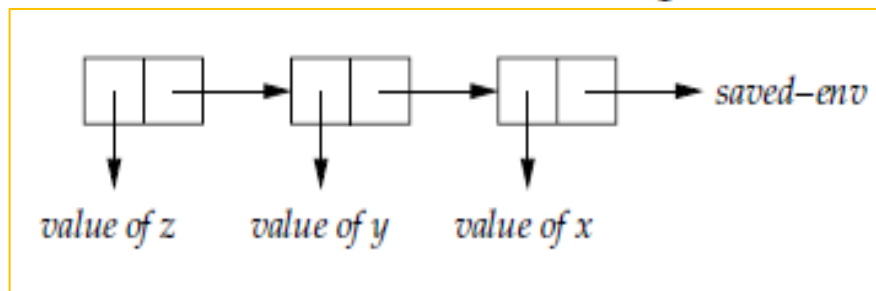 saved-env
value of z value of y value of x